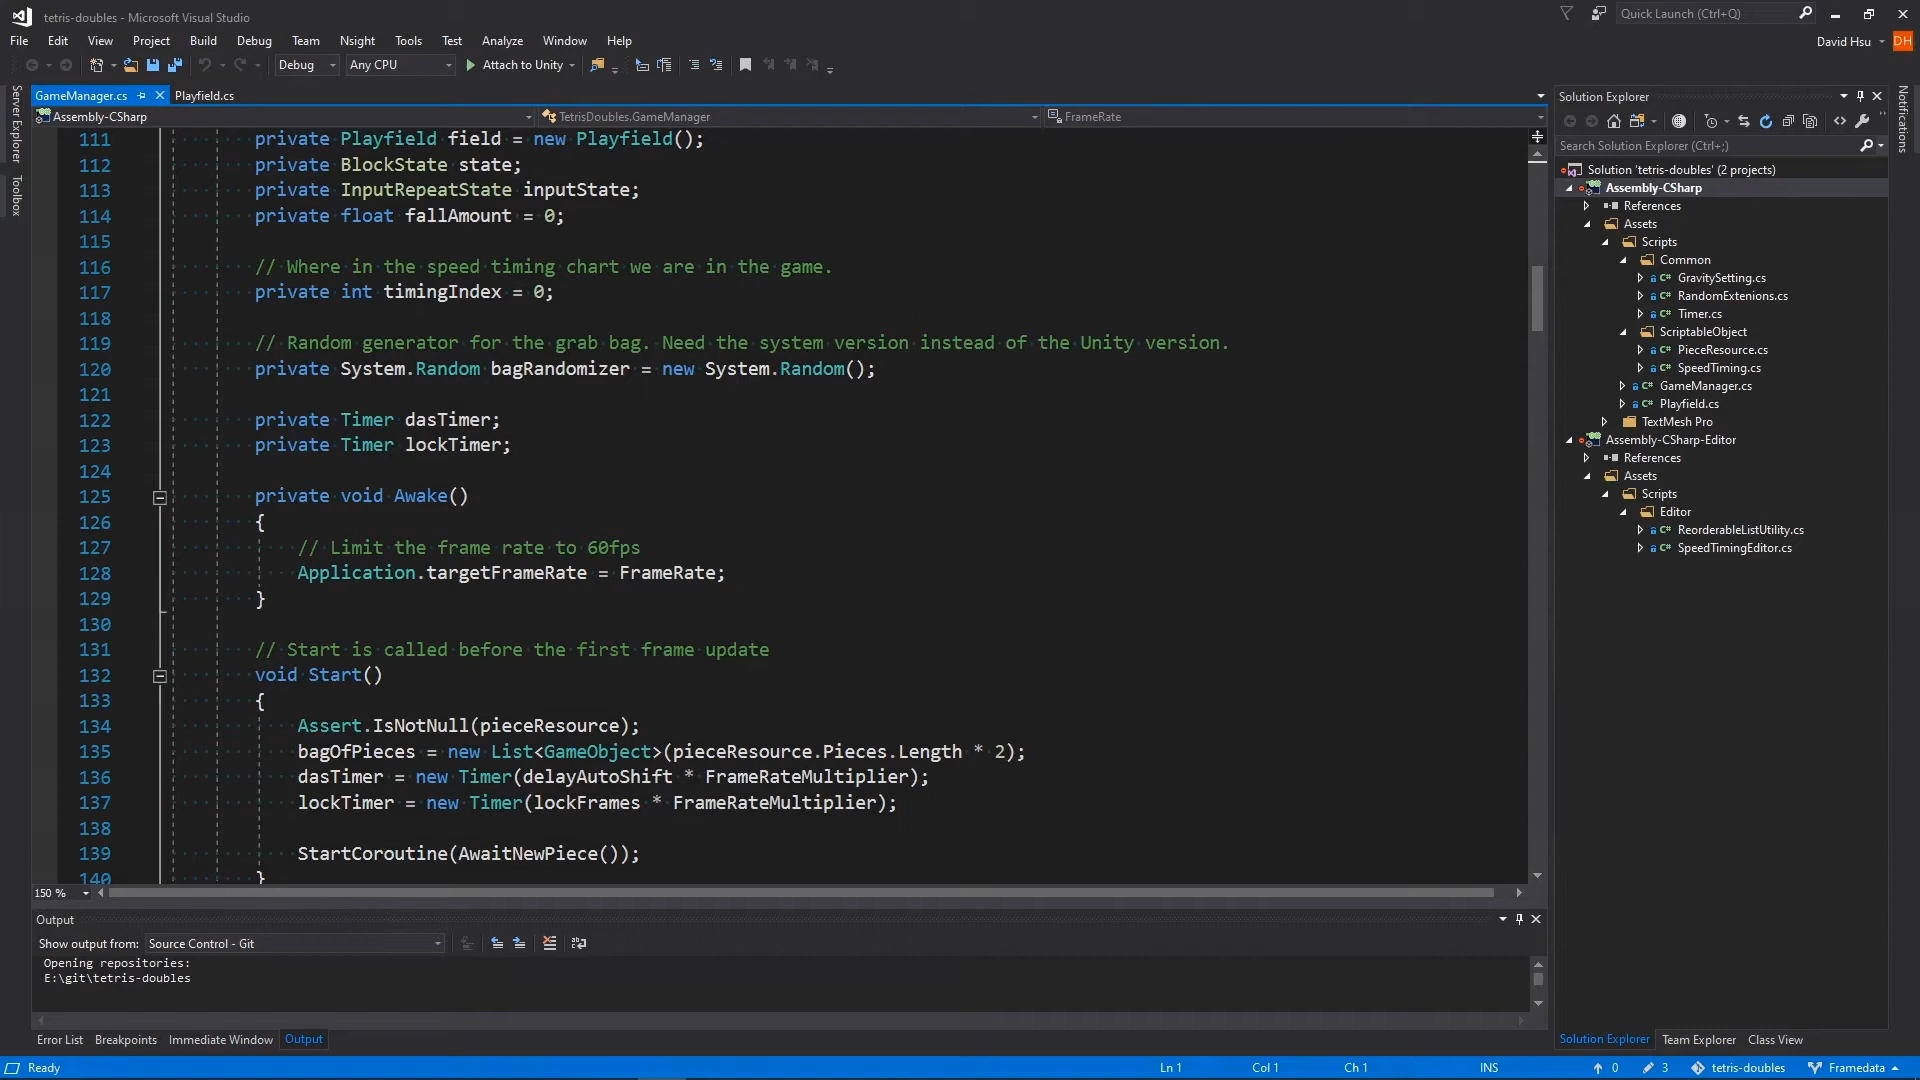 tetris-doubles - Microsoft Visual Studio
Quick Launch (Ctrl+Q)
File Edit View Project Build Debug Team Nsight Tools Test Analyze Window Help
David Hsu DH
Debug Any CPU Attach to Unity
Server Explorer
Toolbox
GameManager.cs Playfield.cs
Assembly-CSharp TetrisDoubles.GameManager FrameRate
111 private Playfield field = new Playfield();
112 private BlockState state;
113 private InputRepeatState inputState;
114 private float fallAmount = 0;
115
116 // Where in the speed timing chart we are in the game.
117 private int timingIndex = 0;
118
119 // Random generator for the grab bag. Need the system version instead of the Unity version.
120 private System.Random bagRandomizer = new System.Random();
121
122 private Timer dasTimer;
123 private Timer lockTimer;
124
125 private void Awake()
126 {
127 // Limit the frame rate to 60fps
128 Application.targetFrameRate = FrameRate;
129 }
130
131 // Start is called before the first frame update
132 void Start()
133 {
134 Assert.IsNotNull(pieceResource);
135 bagOfPieces = new List<GameObject>(pieceResource.Pieces.Length * 2);
136 dasTimer = new Timer(delayAutoShift * FrameRateMultiplier);
137 lockTimer = new Timer(lockFrames * FrameRateMultiplier);
138
139 StartCoroutine(AwaitNewPiece());
140 }
150 %
Output
Show output from: Source Control - Git
Opening repositories:
E:\git\tetris-doubles
Error List Breakpoints Immediate Window Output
Solution Explorer
Search Solution Explorer (Ctrl+;)
Solution 'tetris-doubles' (2 projects)
Assembly-CSharp
References
Assets
Scripts
Common
C# GravitySetting.cs
C# RandomExtenions.cs
C# Timer.cs
ScriptableObject
C# PieceResource.cs
C# SpeedTiming.cs
C# GameManager.cs
C# Playfield.cs
TextMesh Pro
Assembly-CSharp-Editor
References
Assets
Scripts
Editor
C# ReorderableListUtility.cs
C# SpeedTimingEditor.cs
Solution Explorer Team Explorer Class View
Notifications
Ready Ln 1 Col 1 Ch 1 INS 0 3 tetris-doubles Framedata